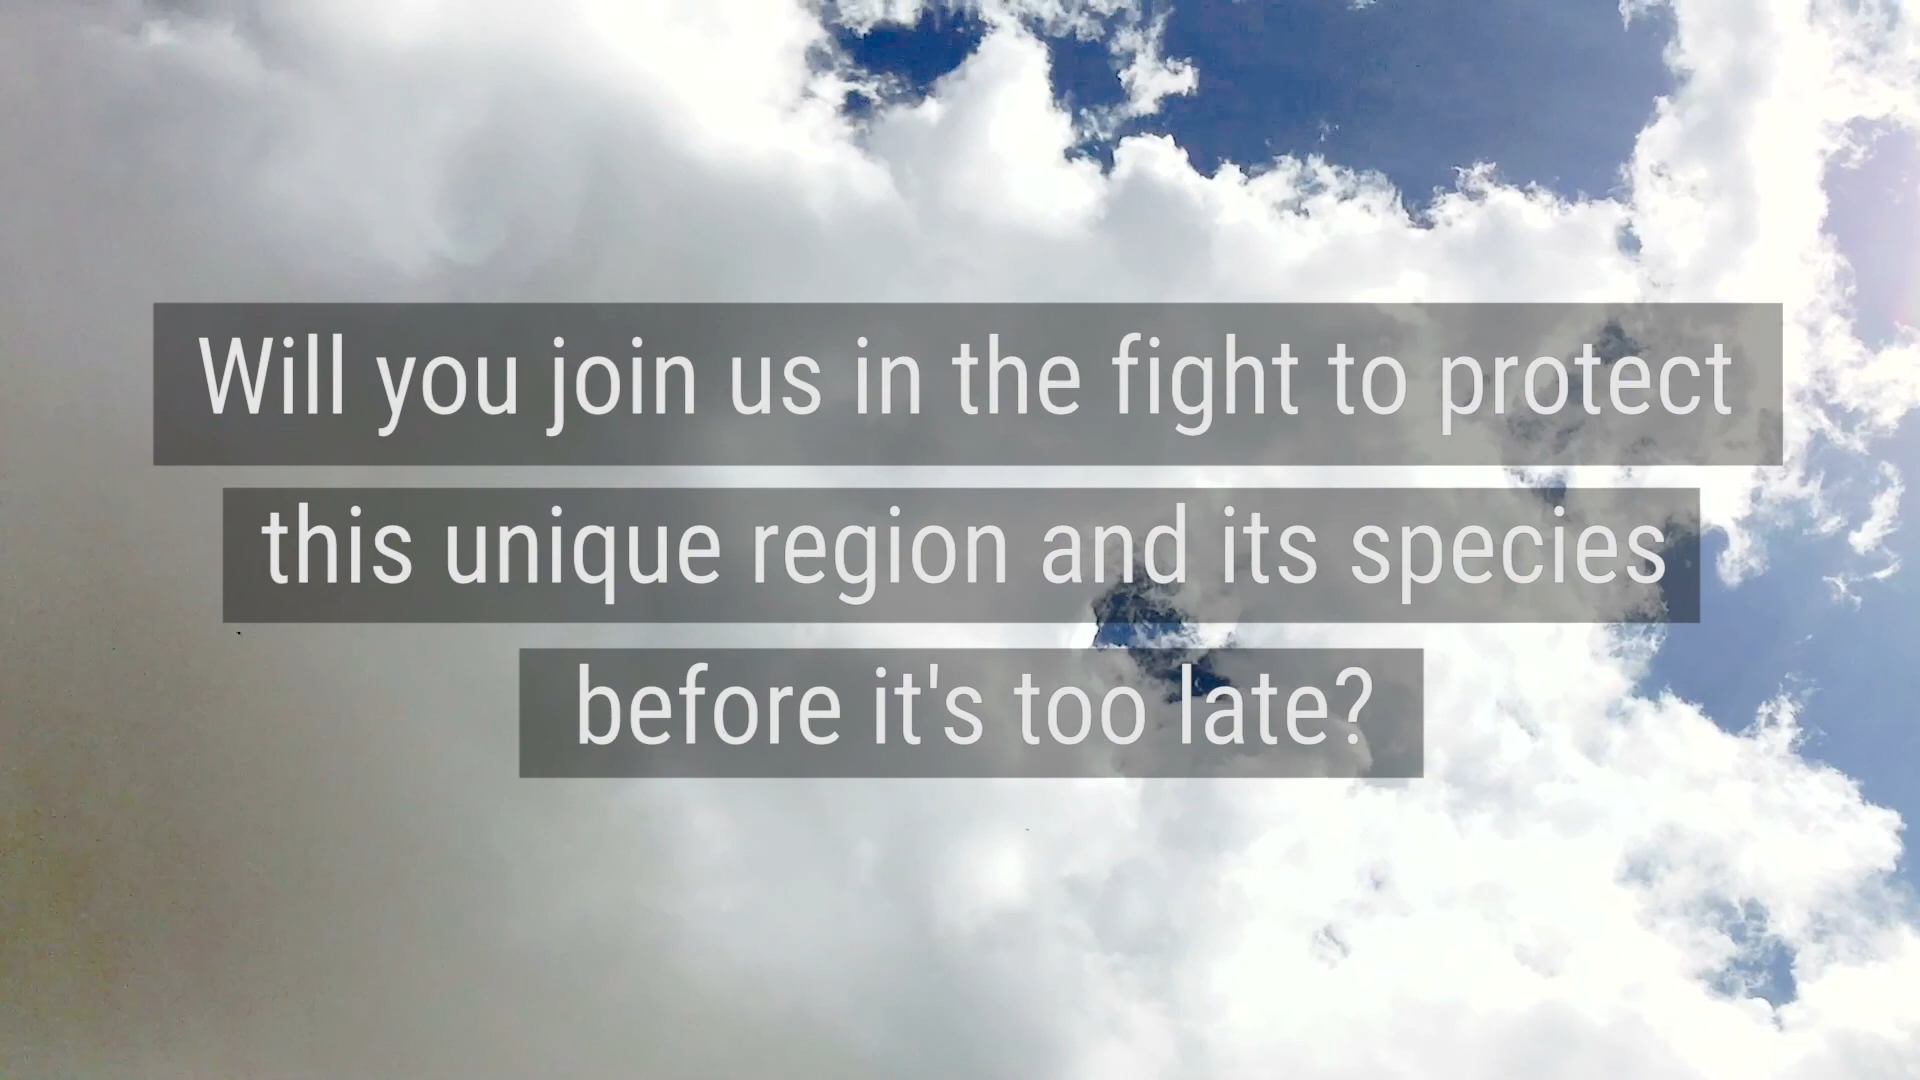 Will you join us in the fight to protect
this unique region and its species
before it's too late?